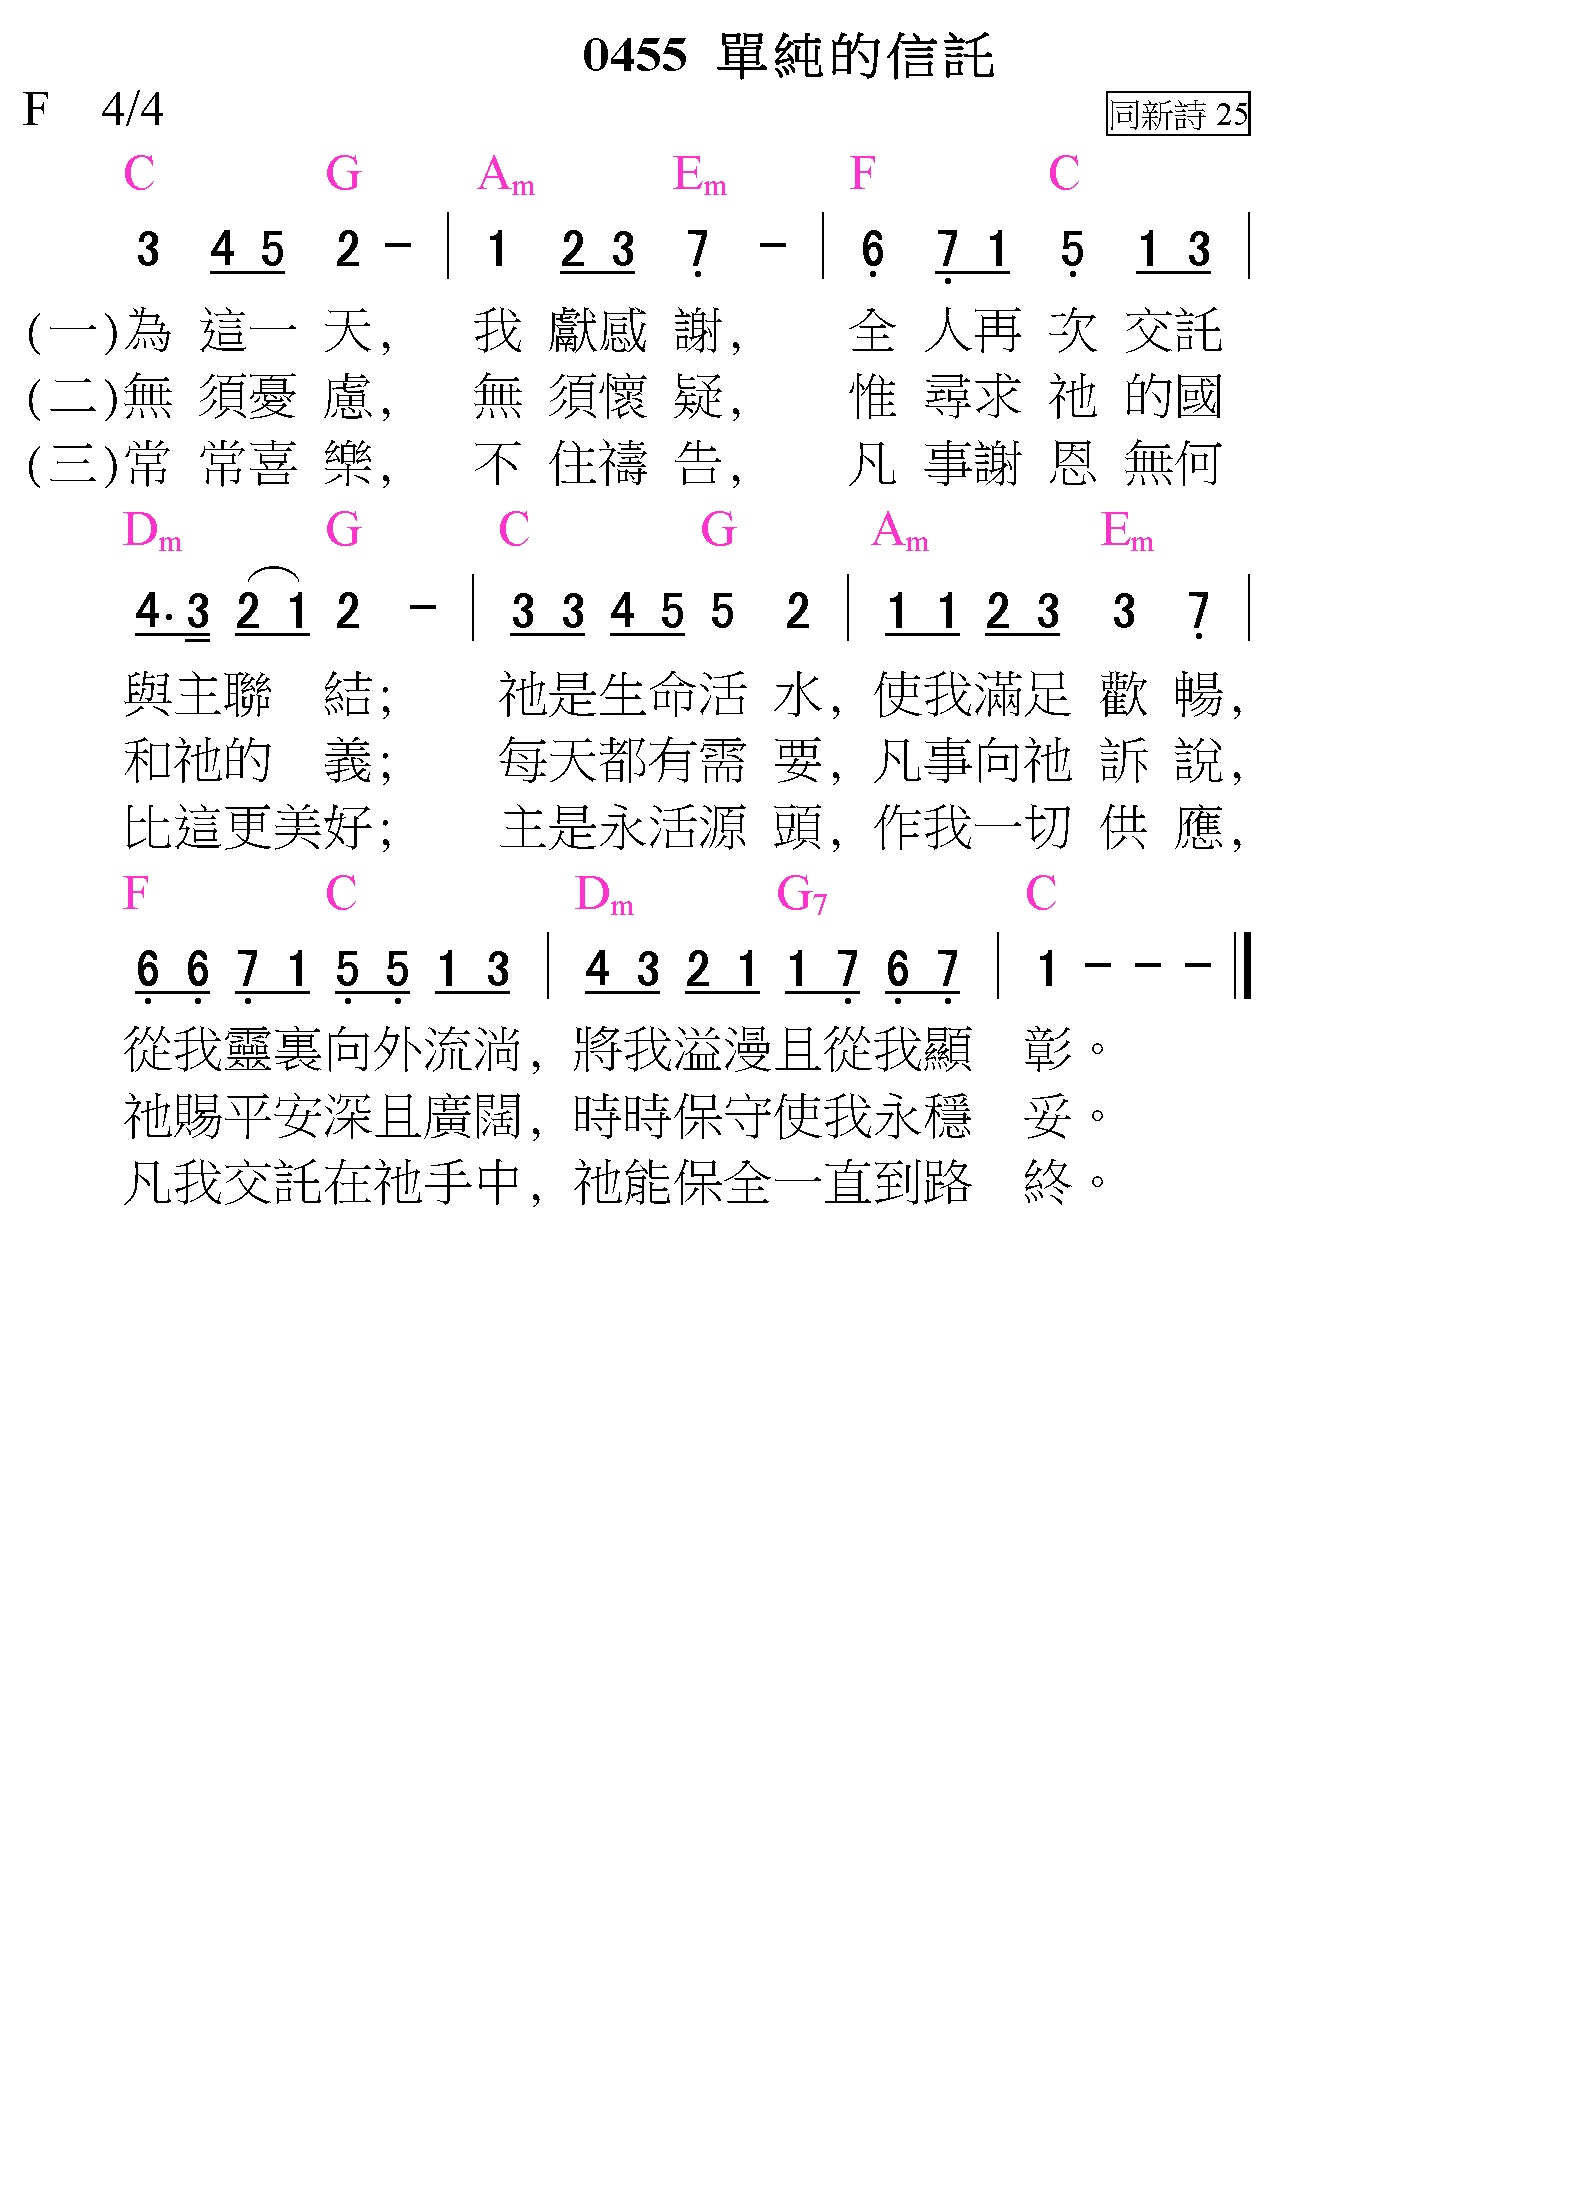 0455 單純的信託
F 4/4 同新詩 25
C G Am Em F C
3 4 5 2 - | 1 2 3 7̣ - | 6̣ 7̣ 1 5̣ 1 3 |
(一)為 這一 天, 我 獻感 謝, 全 人再 次 交託
(二)無 須憂 慮, 無 須懷 疑, 惟 尋求 祂 的國
(三)常 常喜 樂, 不 住禱 告, 凡 事謝 恩 無何
Dm G C G Am Em
4. 3 2 1 2 - | 3 3 4 5 5 2 | 1 1 2 3 3 7̣ |
與主聯 結; 祂是生命活 水, 使我滿足 歡 暢,
和祂的 義; 每天都有需 要, 凡事向祂 訴 說,
比這更美好; 主是永活源 頭, 作我一切 供 應,
F C Dm G7 C
6̣ 6̣ 7̣ 1 5̣ 5̣ 1 3 | 4 3 2 1 1 7̣ 6̣ 7̣ | 1 - - - ||
從我靈裏向外流淌, 將我溢漫且從我顯 彰。
祂賜平安深且廣闊, 時時保守使我永穩 妥。
凡我交託在祂手中, 祂能保全一直到路 終。